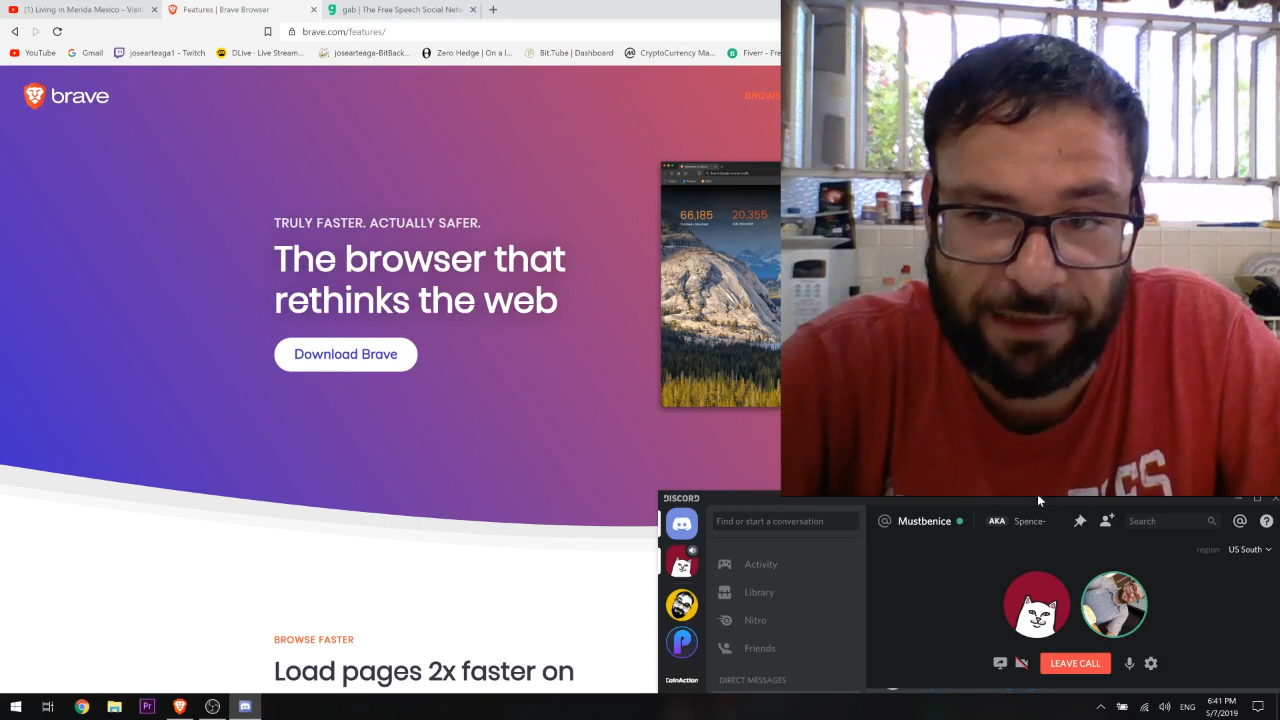 (1) Living in Merida Mexico - Visiti
Features | Brave Browser
gab | The Free Speech Social Netw
brave.com/features/
YouTube
Gmail
josearteaga1 - Twitch
DLive · Live Stream...
josearteaga-BitBack...
Zero Hedge | On a l...
Bit.Tube | Dashboard
CryptoCurrency Ma...
Fiverr - Fre
brave
BROWS
66,185
20,355
TRULY FASTER. ACTUALLY SAFER.
The browser that
rethinks the web
Download Brave
BROWSE FASTER
Load pages 2x faster on
DISCORD
Find or start a conversation
Activity
Library
Nitro
Friends
DIRECT MESSAGES
CoinAction
@ Mustbenice
AKA Spence-
Search
region US South
LEAVE CALL
ENG
6:41 PM
5/7/2019